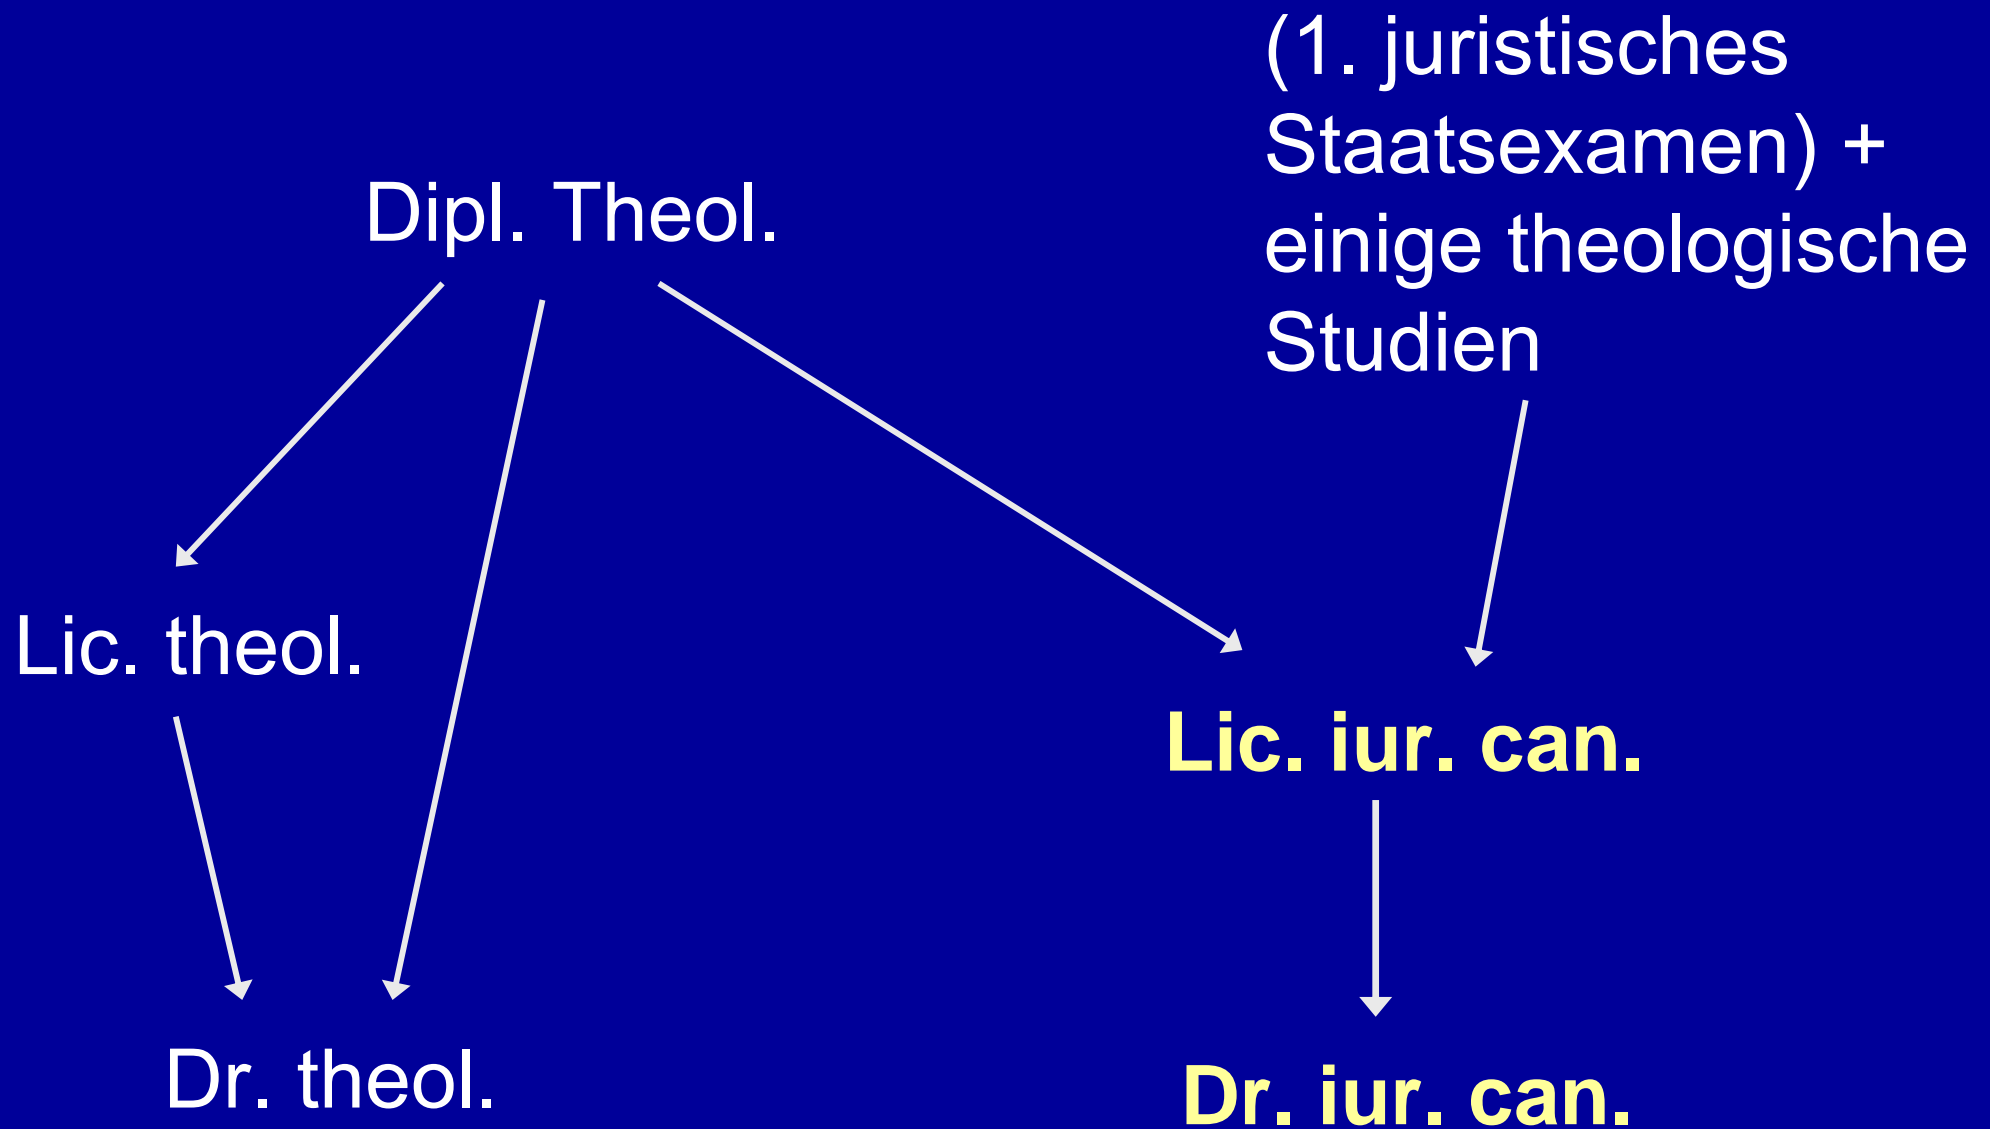 (1. juristisches
Staatsexamen) +
einige theologische
Studien
Dipl. Theol.
Lic. theol.
Lic. iur. can.
Dr. theol.
Dr. iur. can.